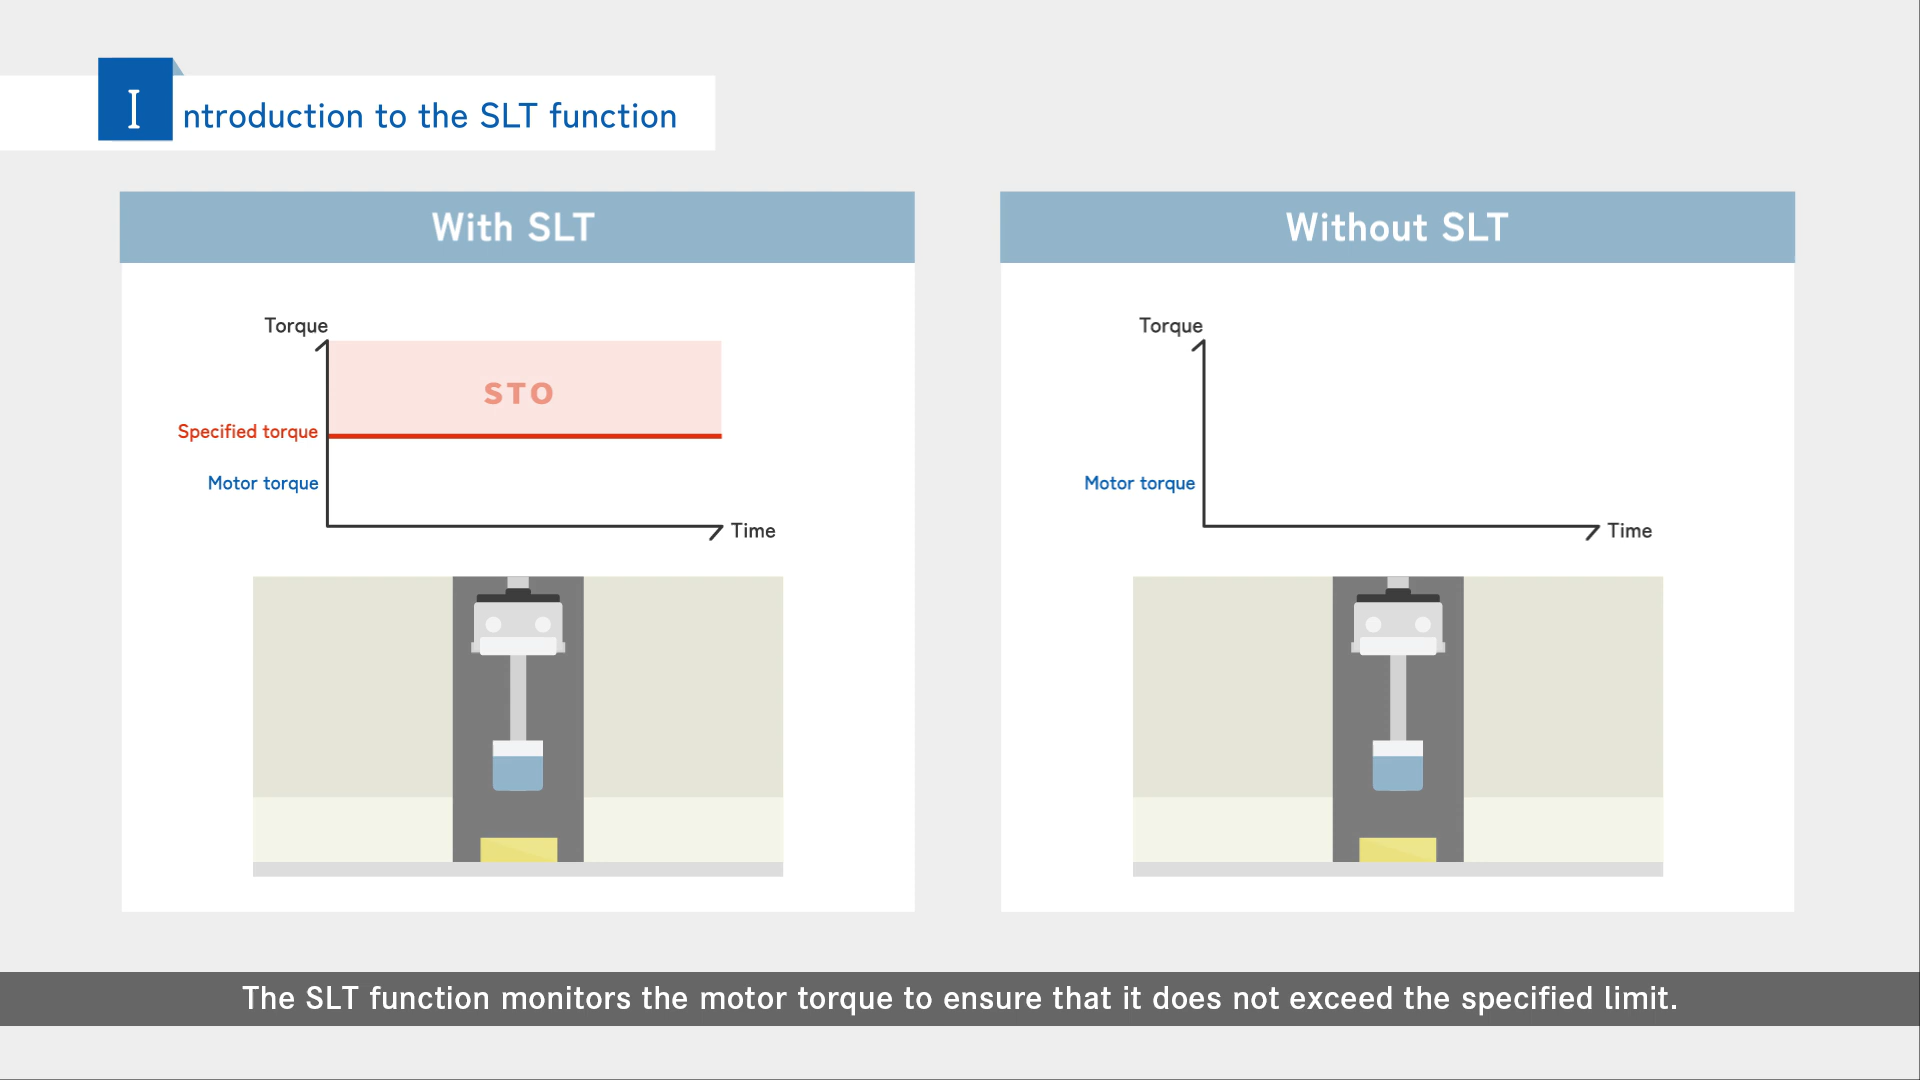 Introduction to the SLT function
With SLT
Torque
STO
Specified torque
Motor torque
Time
Without SLT
Torque
Motor torque
Time
The SLT function monitors the motor torque to ensure that it does not exceed the specified limit.